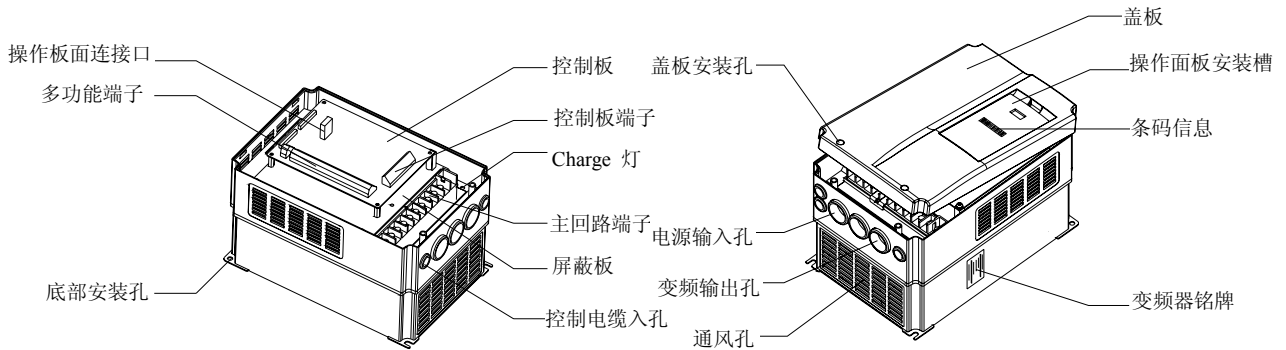 操作板面连接口
多功能端子
底部安装孔
控制板
控制板端子
Charge 灯
主回路端子
屏蔽板
控制电缆入孔
盖板安装孔
电源输入孔
变频输出孔
通风孔
盖板
操作面板安装槽
条码信息
变频器铭牌